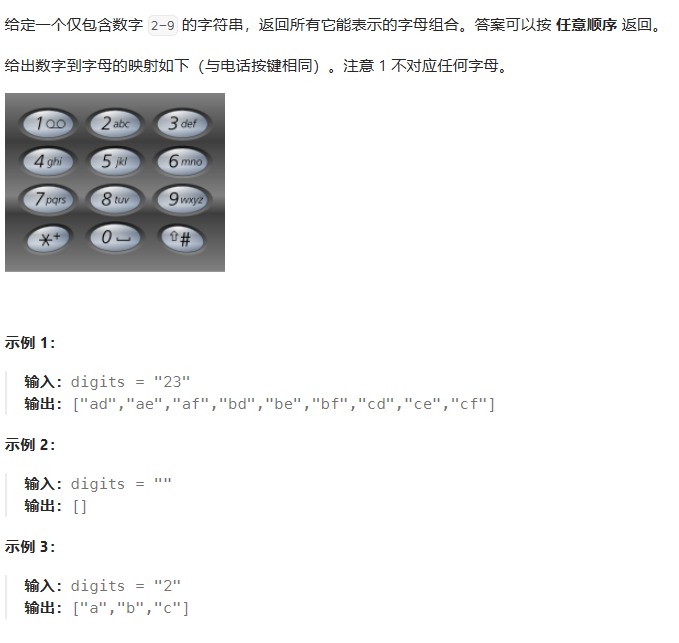 给定一个仅包含数字 2-9 的字符串，返回所有它能表示的字母组合。答案可以按 任意顺序 返回。
给出数字到字母的映射如下（与电话按键相同）。注意 1 不对应任何字母。
1 2 abc 3 def
4 ghi 5 jkl 6 mno
7 pqrs 8 tuv 9 wxyz
* + 0 ⇧ #
示例 1：
输入：digits = "23"
输出：["ad","ae","af","bd","be","bf","cd","ce","cf"]
示例 2：
输入：digits = ""
输出：[]
示例 3：
输入：digits = "2"
输出：["a","b","c"]